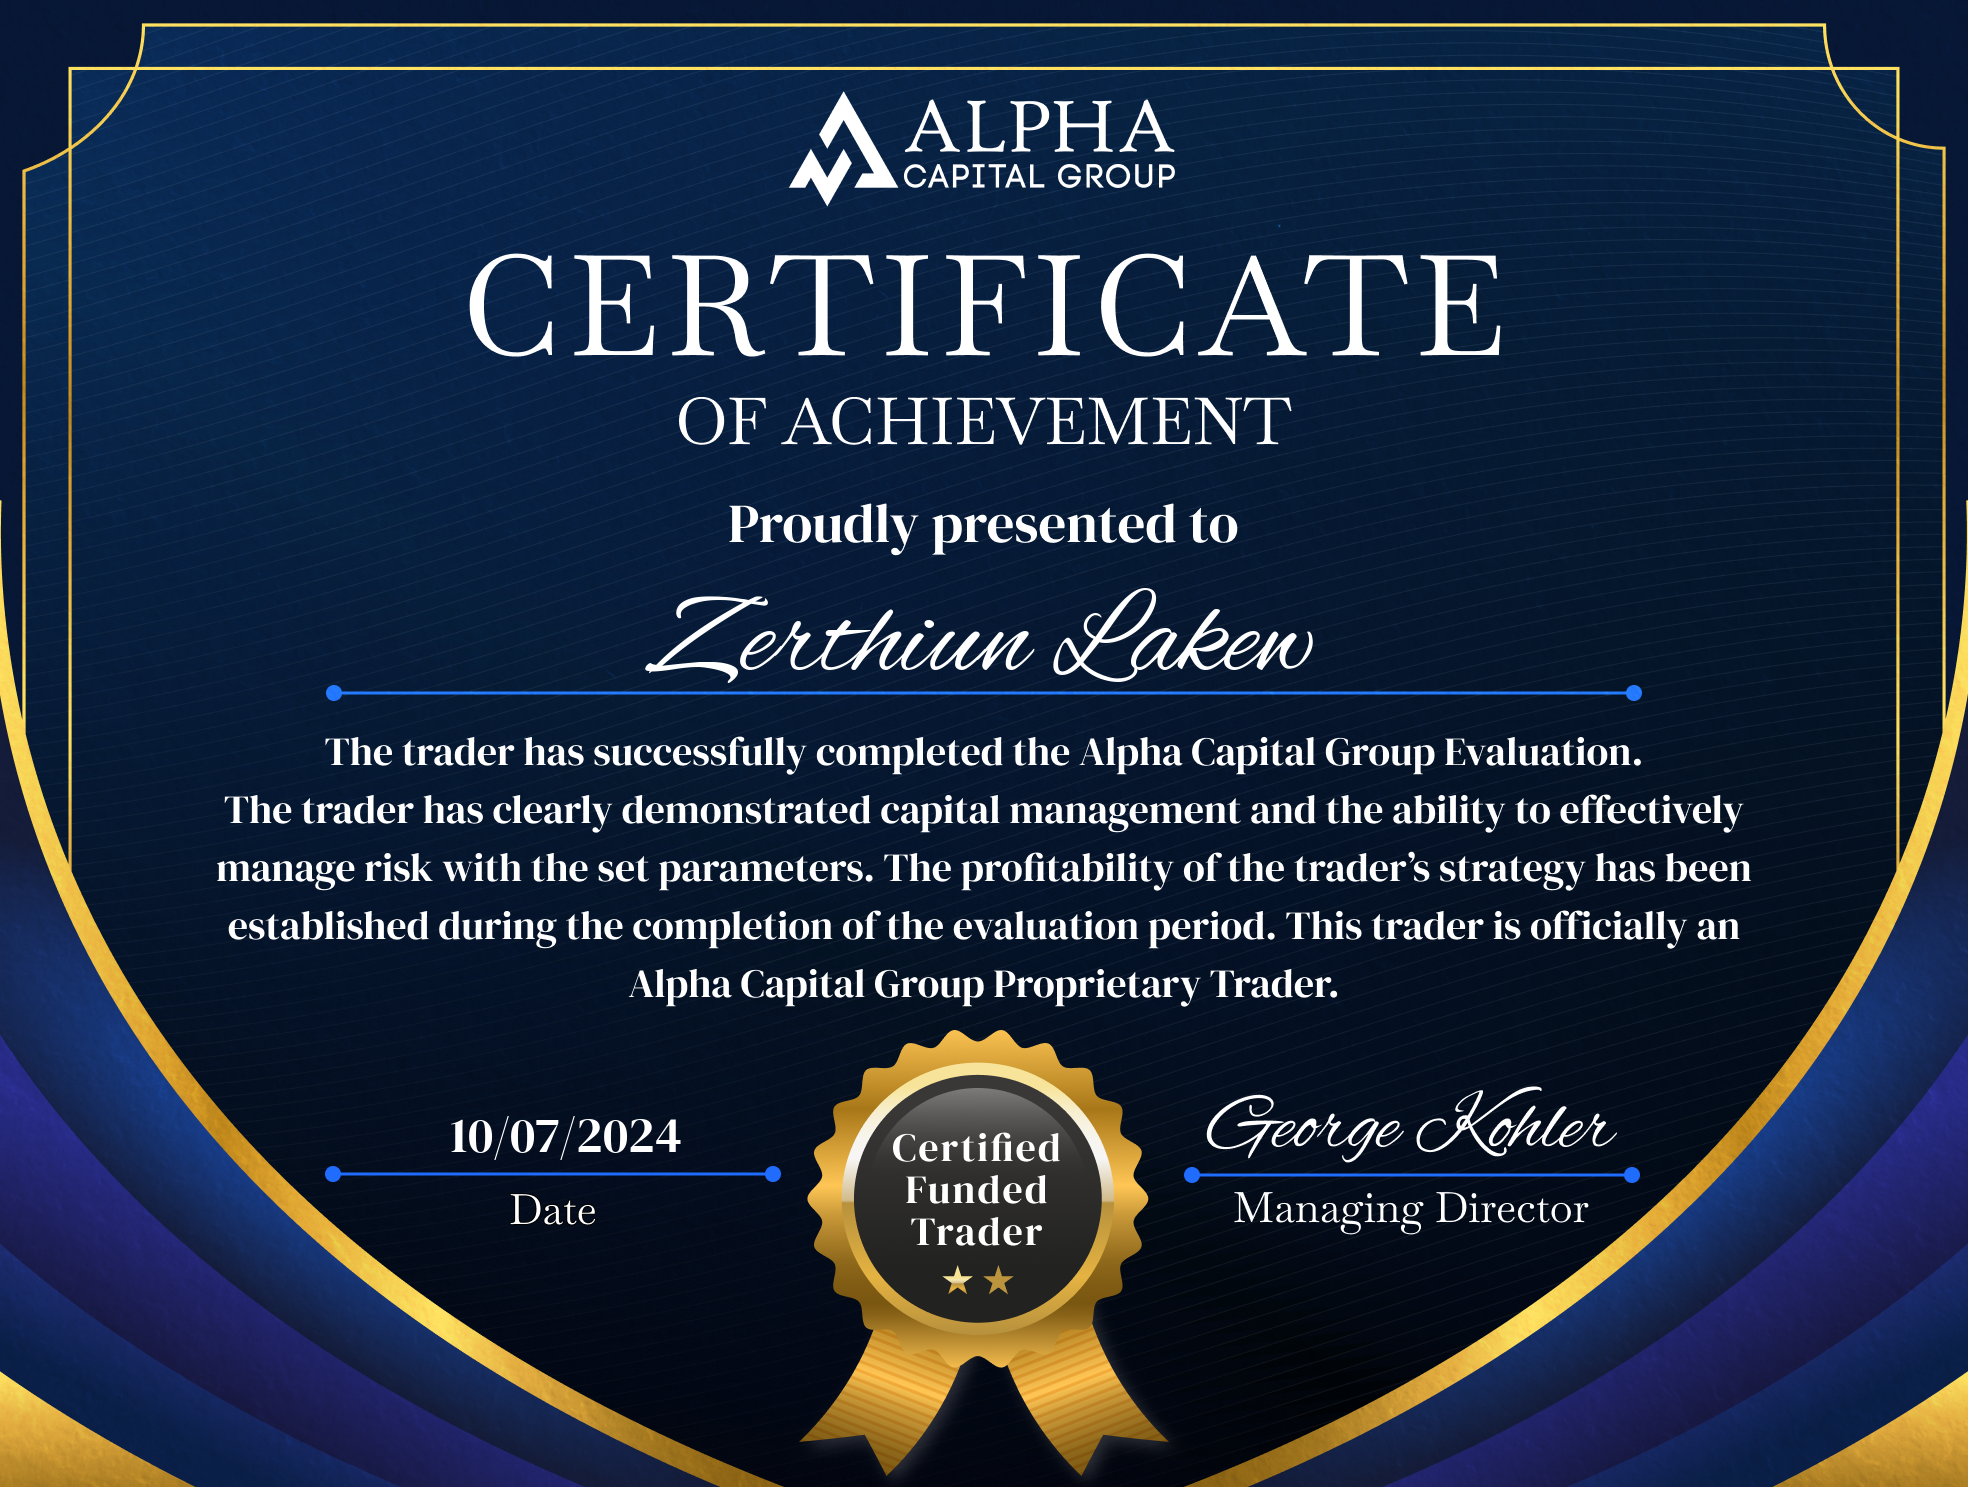 ALPHA
CAPITAL GROUP
CERTIFICATE
OF ACHIEVEMENT
Proudly presented to
Zerthiun Lakew
The trader has successfully completed the Alpha Capital Group Evaluation.
The trader has clearly demonstrated capital management and the ability to effectively
manage risk with the set parameters. The profitability of the trader’s strategy has been
established during the completion of the evaluation period. This trader is officially an
Alpha Capital Group Proprietary Trader.
10/07/2024
Date
Certified
Funded
Trader
George Kohler
Managing Director